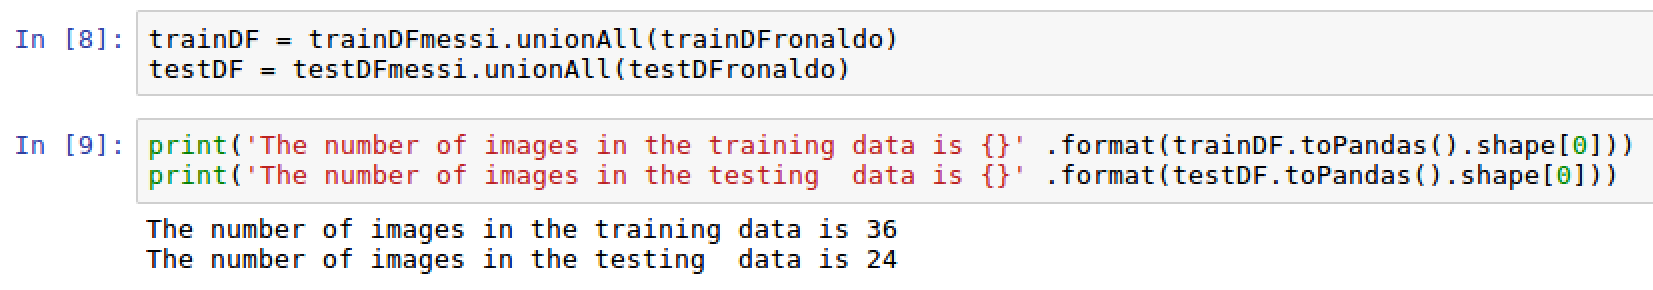 In [8]: trainDF = trainDFmessi.unionAll(trainDFronaldo)
testDF = testDFmessi.unionAll(testDFronaldo)
In [9]: print('The number of images in the training data is {}' .format(trainDF.toPandas().shape[0]))
print('The number of images in the testing  data is {}' .format(testDF.toPandas().shape[0]))
The number of images in the training data is 36
The number of images in the testing  data is 24